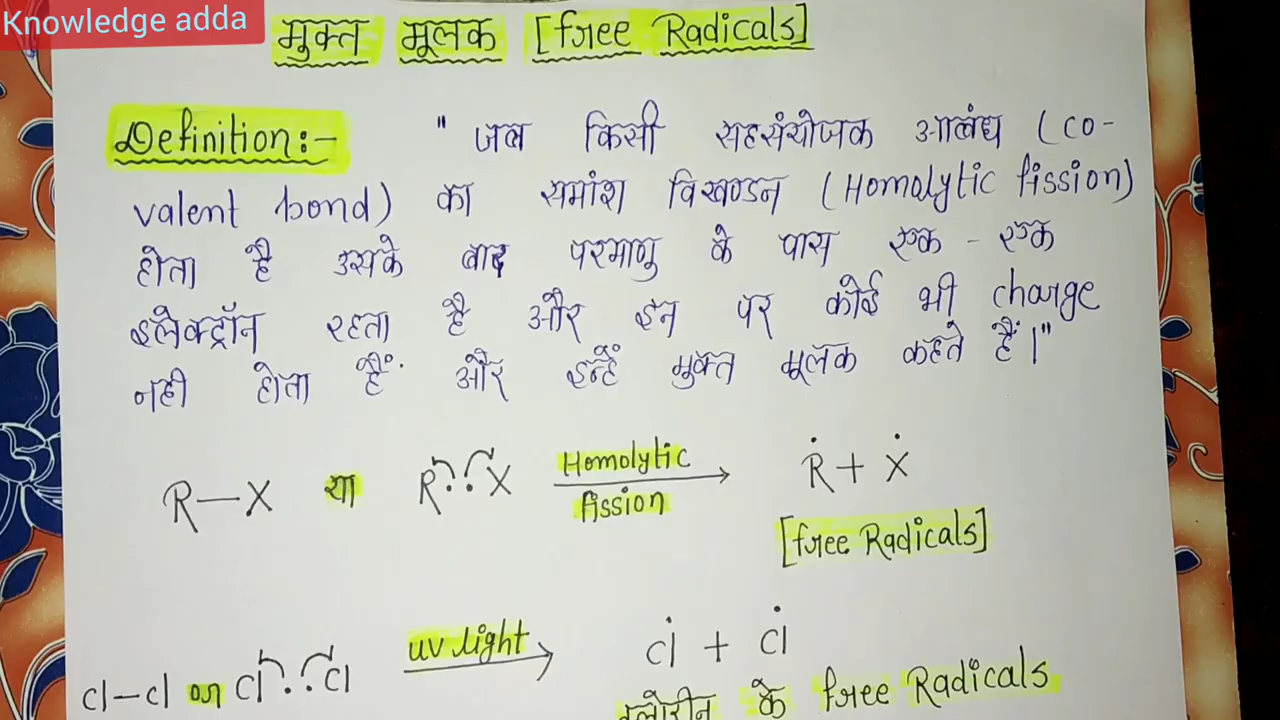 Knowledge adda
मुक्त मूलक [free Radicals]
Definition:- " जब किसी सहसंयोजक आबंध (co-
valent bond) का समांश विखण्डन (Homolytic fission)
होता है उसके बाद परमाणु के पास एक - एक
इलेक्ट्रॉन रहता है और इन पर कोई भी charge
नही होता हैं. और इन्हें मुक्त मूलक कहते हैं।"
R—X या R:X Homolytic fission → Ṙ + Ẋ
[free Radicals]
cl—cl or cl:cl uv light → ċl + ċl
क्लोरीन के free Radicals